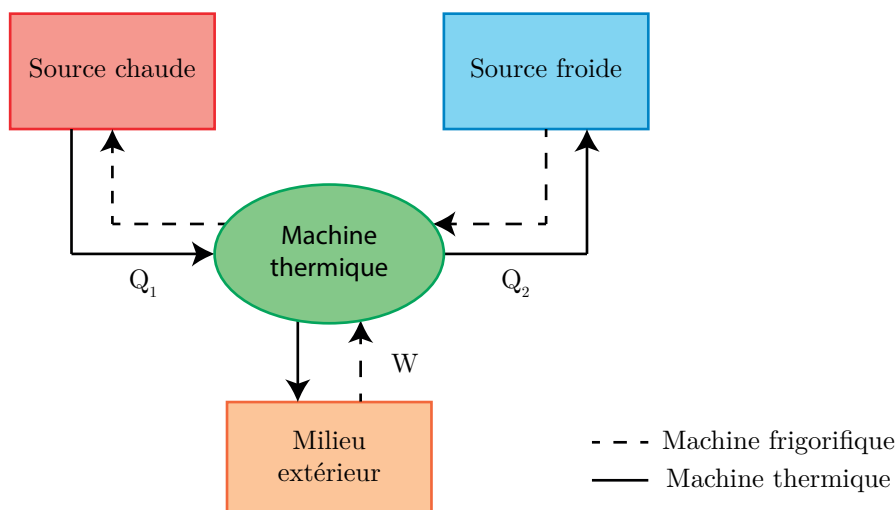 Source chaude
Source froide
Machine
thermique
Q₁
Q₂
W
Milieu
extérieur
Machine frigorifique
Machine thermique